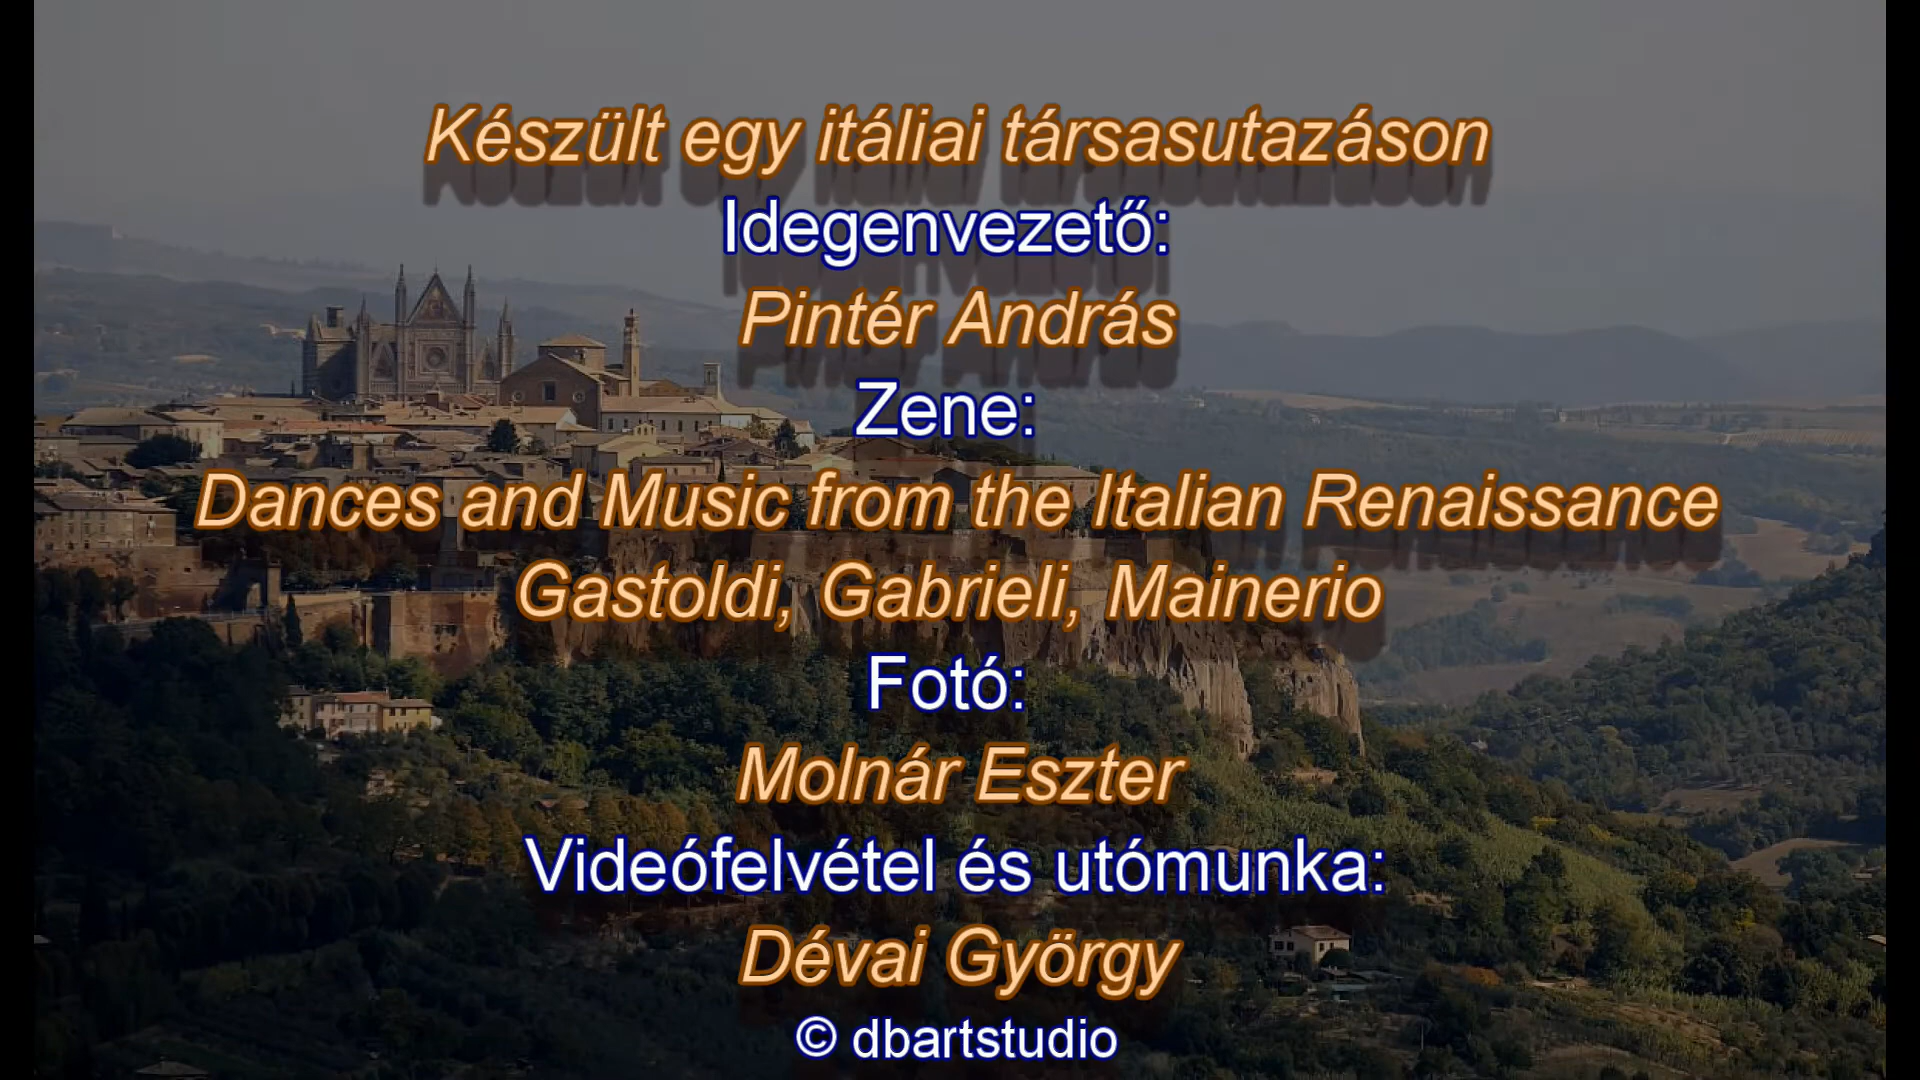 Készült egy itáliai társasutazáson
Idegenvezető:
Pintér András
Zene:
Dances and Music from the Italian Renaissance
Gastoldi, Gabrieli, Mainerio
Fotó:
Molnár Eszter
Videófelvétel és utómunka:
Dévai György
© dbartstudio